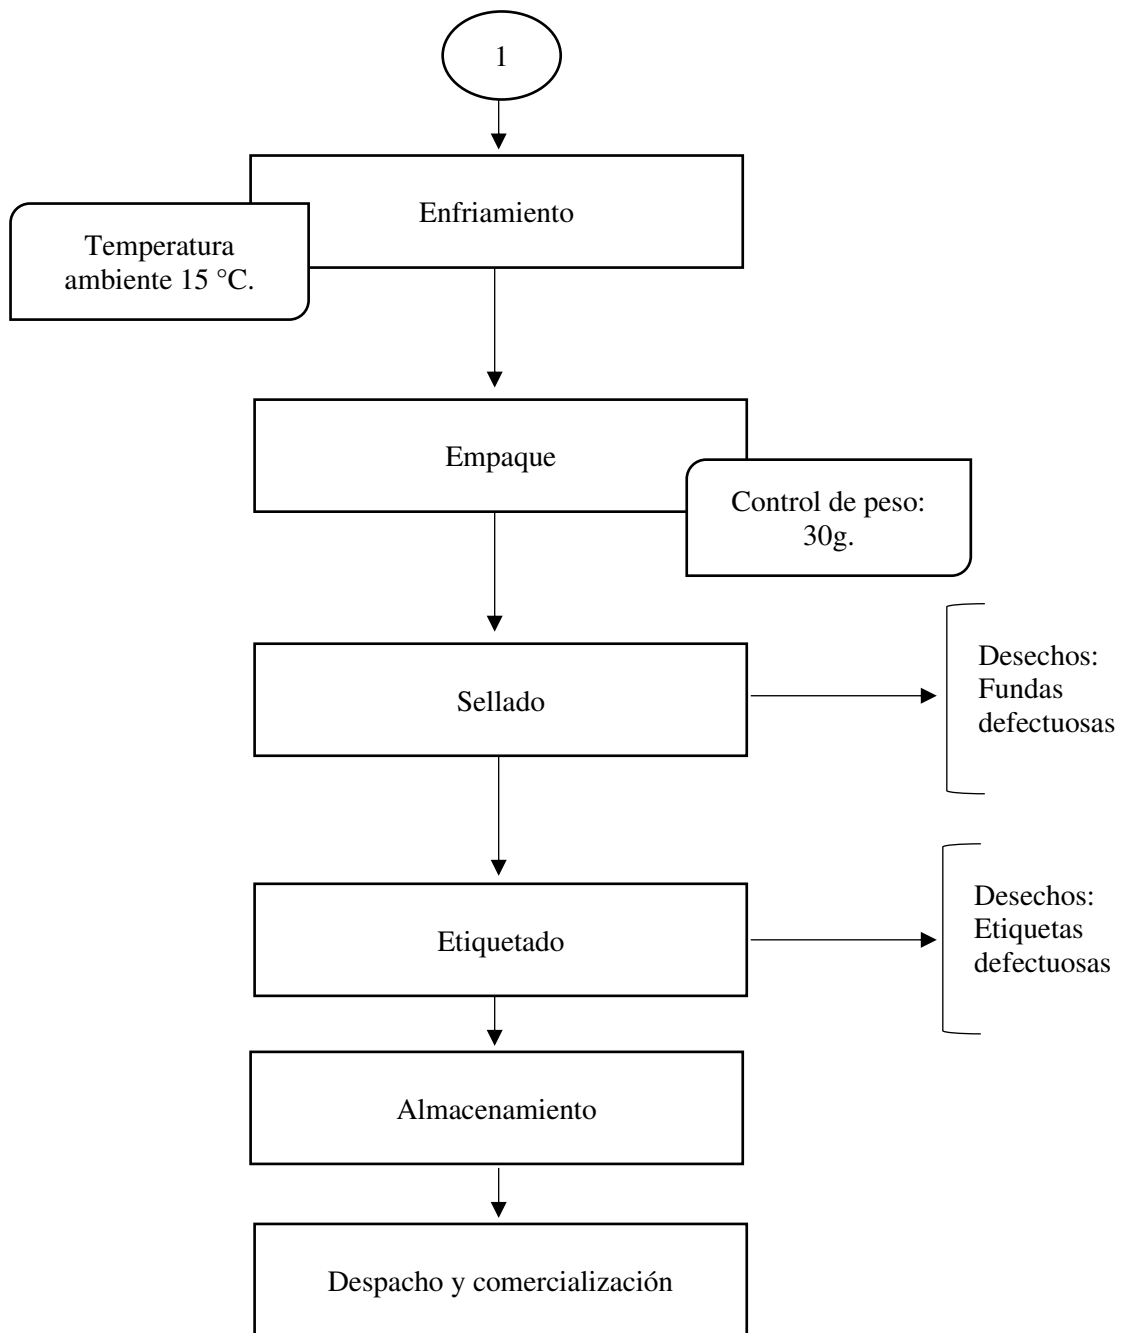 1
Enfriamiento
Temperatura
ambiente 15 °C.
Empaque
Control de peso:
30g.
Sellado
Desechos:
Fundas
defectuosas
Etiquetado
Desechos:
Etiquetas
defectuosas
Almacenamiento
Despacho y comercialización